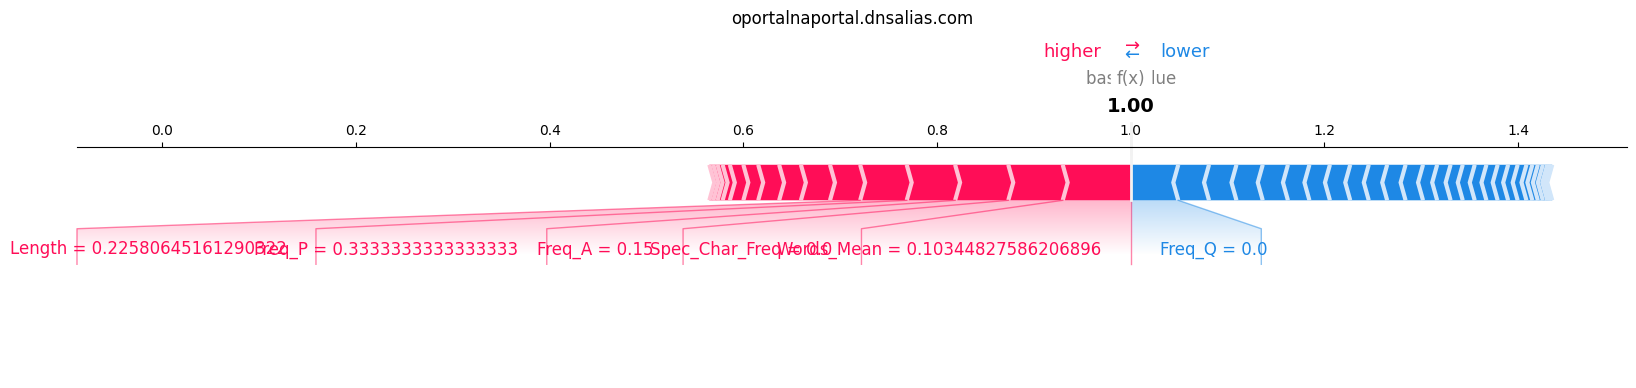 oportalnaportal.dnsalias.com
higher ⇄ lower
f(x)
1.00
0.0 0.2 0.4 0.6 0.8 1.0 1.2 1.4
Length = 0.22580645161290322 Freq_P = 0.3333333333333333 Freq_A = 0.15 Spec_Char_Freq = 0.0 Words_Mean = 0.10344827586206896 Freq_Q = 0.0